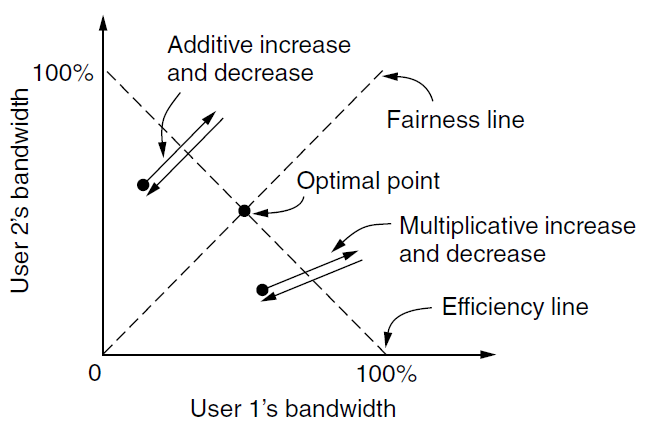 Additive increase
and decrease
100%
Fairness line
User 2's bandwidth
Optimal point
Multiplicative increase
and decrease
Efficiency line
0
100%
User 1's bandwidth